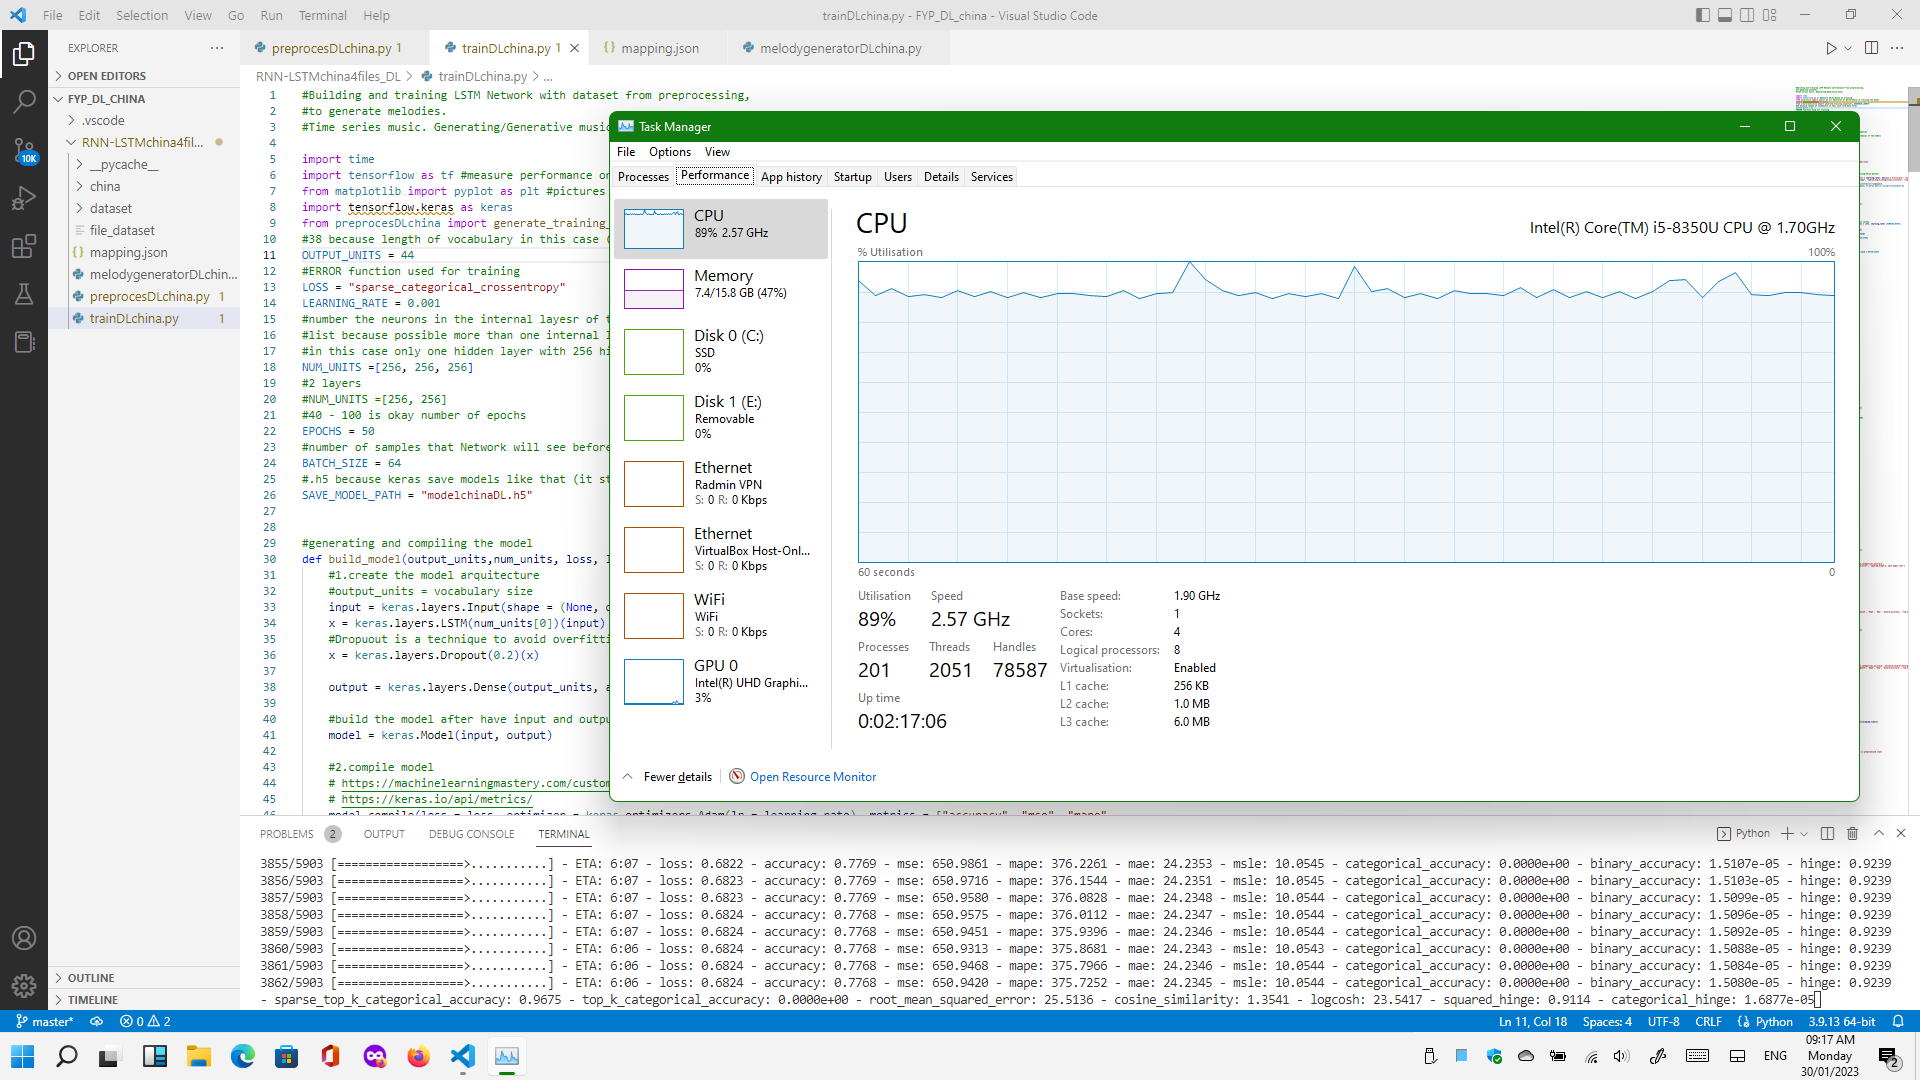 File Edit Selection View Go Run Terminal Help
trainDLchina.py - FYP_DL_china - Visual Studio Code
EXPLORER
OPEN EDITORS
FYP_DL_CHINA
.vscode
RNN-LSTMchina4fil...
__pycache__
china
dataset
file_dataset
mapping.json
melodygeneratorDLchin...
preprocesDLchina.py 1
trainDLchina.py 1
OUTLINE
TIMELINE
10K
preprocesDLchina.py 1
trainDLchina.py 1
mapping.json
melodygeneratorDLchina.py
RNN-LSTMchina4files_DL > trainDLchina.py > ...
1 #Building and training LSTM Network with dataset from preprocessing,
2 #to generate melodies.
3 #Time series music. Generating/Generative music
4
5 import time
6 import tensorflow as tf #measure performance on
7 from matplotlib import pyplot as plt #pictures
8 import tensorflow.keras as keras
9 from preprocesDLchina import generate_training_
10 #38 because length of vocabulary in this case (
11 OUTPUT_UNITS = 44
12 #ERROR function used for training
13 LOSS = "sparse_categorical_crossentropy"
14 LEARNING_RATE = 0.001
15 #number the neurons in the internal layesr of t
16 #list because possible more than one internal l
17 #in this case only one hidden layer with 256 hi
18 NUM_UNITS =[256, 256, 256]
19 #2 layers
20 #NUM_UNITS =[256, 256]
21 #40 - 100 is okay number of epochs
22 EPOCHS = 50
23 #number of samples that Network will see before
24 BATCH_SIZE = 64
25 #.h5 because keras save models like that (it st
26 SAVE_MODEL_PATH = "modelchinaDL.h5"
27
28
29 #generating and compiling the model
30 def build_model(output_units,num_units, loss, l
31 #1.create the model arquitecture
32 #output_units = vocabulary size
33 input = keras.layers.Input(shape = (None, o
34 x = keras.layers.LSTM(num_units[0])(input)
35 #Dropuout is a technique to avoid overfitti
36 x = keras.layers.Dropout(0.2)(x)
37
38 output = keras.layers.Dense(output_units, a
39
40 #build the model after have input and outpu
41 model = keras.Model(input, output)
42
43 #2.compile model
44 # https://machinelearningmastery.com/custom
45 # https://keras.io/api/metrics/
46 model.compile(loss = loss, optimizer = keras.optimizers.Adam(lr = learning_rate), metrics = ["accuracy", "mse", "mape",
Task Manager
File Options View
Processes Performance App history Startup Users Details Services
CPU
89% 2.57 GHz
Memory
7.4/15.8 GB (47%)
Disk 0 (C:)
SSD
0%
Disk 1 (E:)
Removable
0%
Ethernet
Radmin VPN
S: 0 R: 0 Kbps
Ethernet
VirtualBox Host-Onl...
S: 0 R: 0 Kbps
WiFi
WiFi
S: 0 R: 0 Kbps
GPU 0
Intel(R) UHD Graphi...
3%
CPU
Intel(R) Core(TM) i5-8350U CPU @ 1.70GHz
% Utilisation 100%
60 seconds 0
Utilisation Speed
89% 2.57 GHz
Processes Threads Handles
201 2051 78587
Up time
0:02:17:06
Base speed: 1.90 GHz
Sockets: 1
Cores: 4
Logical processors: 8
Virtualisation: Enabled
L1 cache: 256 KB
L2 cache: 1.0 MB
L3 cache: 6.0 MB
Fewer details
Open Resource Monitor
PROBLEMS 2 OUTPUT DEBUG CONSOLE TERMINAL
Python
3855/5903 [===================>...........] - ETA: 6:07 - loss: 0.6822 - accuracy: 0.7769 - mse: 650.9861 - mape: 376.2261 - mae: 24.2353 - msle: 10.0545 - categorical_accuracy: 0.0000e+00 - binary_accuracy: 1.5107e-05 - hinge: 0.9239
3856/5903 [===================>...........] - ETA: 6:07 - loss: 0.6823 - accuracy: 0.7769 - mse: 650.9716 - mape: 376.1544 - mae: 24.2351 - msle: 10.0545 - categorical_accuracy: 0.0000e+00 - binary_accuracy: 1.5103e-05 - hinge: 0.9239
3857/5903 [===================>...........] - ETA: 6:07 - loss: 0.6823 - accuracy: 0.7769 - mse: 650.9580 - mape: 376.0828 - mae: 24.2348 - msle: 10.0544 - categorical_accuracy: 0.0000e+00 - binary_accuracy: 1.5099e-05 - hinge: 0.9239
3858/5903 [===================>...........] - ETA: 6:07 - loss: 0.6824 - accuracy: 0.7768 - mse: 650.9575 - mape: 376.0112 - mae: 24.2347 - msle: 10.0544 - categorical_accuracy: 0.0000e+00 - binary_accuracy: 1.5096e-05 - hinge: 0.9239
3859/5903 [===================>...........] - ETA: 6:07 - loss: 0.6824 - accuracy: 0.7768 - mse: 650.9451 - mape: 375.9396 - mae: 24.2346 - msle: 10.0544 - categorical_accuracy: 0.0000e+00 - binary_accuracy: 1.5092e-05 - hinge: 0.9239
3860/5903 [===================>...........] - ETA: 6:06 - loss: 0.6824 - accuracy: 0.7768 - mse: 650.9313 - mape: 375.8681 - mae: 24.2343 - msle: 10.0543 - categorical_accuracy: 0.0000e+00 - binary_accuracy: 1.5088e-05 - hinge: 0.9239
3861/5903 [===================>...........] - ETA: 6:06 - loss: 0.6824 - accuracy: 0.7768 - mse: 650.9468 - mape: 375.7966 - mae: 24.2346 - msle: 10.0544 - categorical_accuracy: 0.0000e+00 - binary_accuracy: 1.5084e-05 - hinge: 0.9239
3862/5903 [===================>...........] - ETA: 6:06 - loss: 0.6824 - accuracy: 0.7768 - mse: 650.9420 - mape: 375.7252 - mae: 24.2345 - msle: 10.0544 - categorical_accuracy: 0.0000e+00 - binary_accuracy: 1.5080e-05 - hinge: 0.9239
- sparse_top_k_categorical_accuracy: 0.9675 - top_k_categorical_accuracy: 0.0000e+00 - root_mean_squared_error: 25.5136 - cosine_similarity: 1.3541 - logcosh: 23.5417 - squared_hinge: 0.9114 - categorical_hinge: 1.6877e-05
master* 0 2
Ln 11, Col 18 Spaces: 4 UTF-8 CRLF Python 3.9.13 64-bit
ENG
09:17 AM
Monday
30/01/2023
2